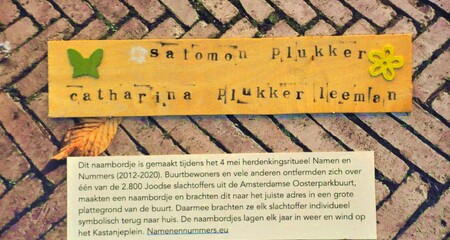 salomon plukker
catharina plukker leeman
Dit naambordje is gemaakt tijdens het 4 mei herdenkingsritueel Namen en
Nummers (2012-2020). Buurtbewoners en vele anderen ontfermden zich over
één van de 2.800 Joodse slachtoffers uit de Amsterdamse Oosterparkbuurt,
maakten een naambordje en brachten dit naar het juiste adres in een grote
plattegrond van de buurt. Daarmee brachten ze elk slachtoffer individueel
symbolisch terug naar huis. De naambordjes lagen elk jaar in weer en wind op
het Kastanjeplein. Namenennummers.eu